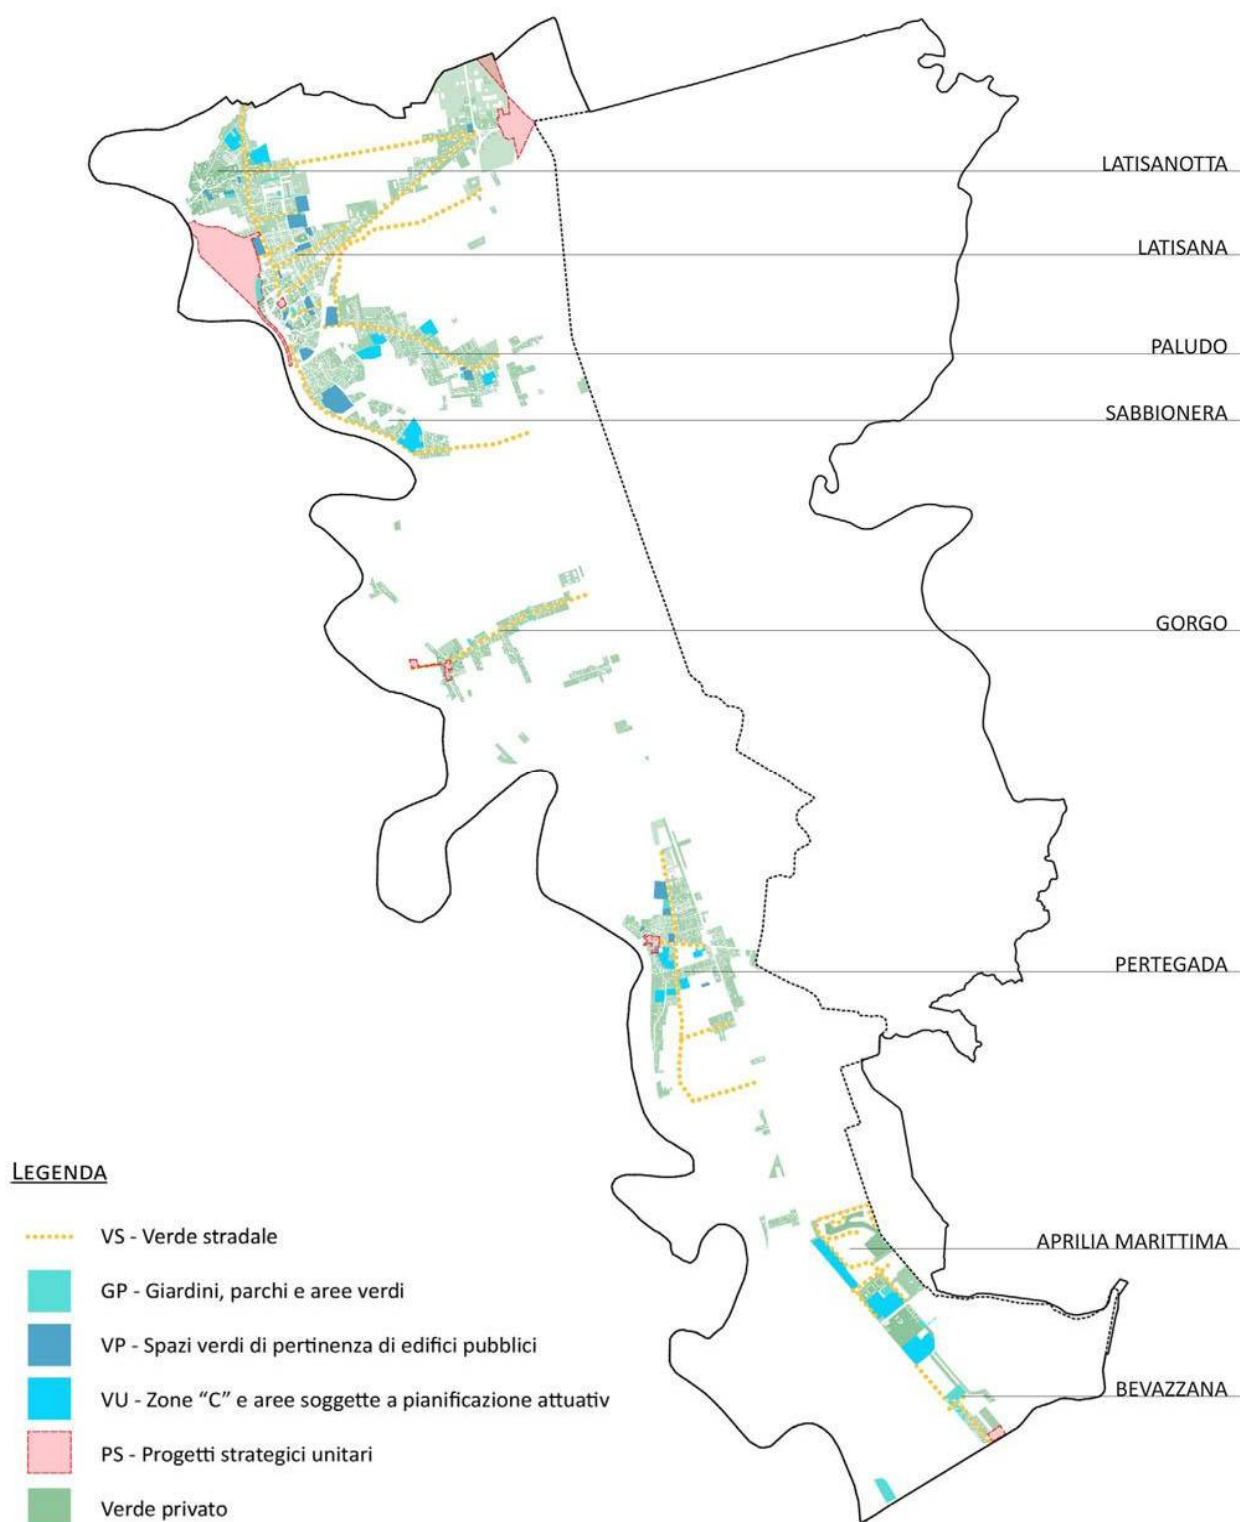 LATISANOTTA
LATISANA
PALUDO
SABBIONERA
GORGO
PERTEGADA
APRILIA MARITTIMA
BEVAZZANA
LEGENDA
VS - Verde stradale
GP - Giardini, parchi e aree verdi
VP - Spazi verdi di pertinenza di edifici pubblici
VU - Zone “C” e aree soggette a pianificazione attuativ
PS - Progetti strategici unitari
Verde privato